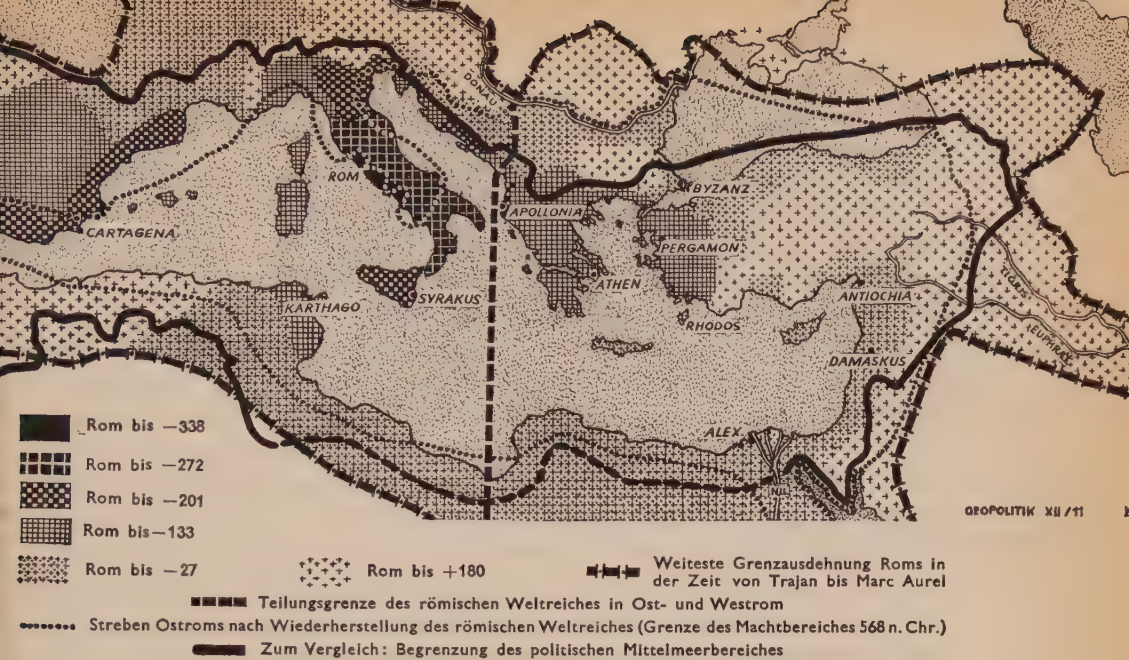 DONAU
ROM
BYZANZ
APOLLONIA
CARTAGENA
PERGAMON
ATHEN
TIGRIS
KARTHAGO
SYRAKUS
ANTIOCHIA
RHODOS
EUPHRAT
DAMASKUS
ALEX.
NIL
Rom bis —338
Rom bis —272
Rom bis —201
GEOPOLITIK XII/11
Rom bis—133
Rom bis —27
Rom bis +180
Weiteste Grenzausdehnung Roms in
der Zeit von Trajan bis Marc Aurel
Teilungsgrenze des römischen Weltreiches in Ost- und Westrom
Streben Ostroms nach Wiederherstellung des römischen Weltreiches (Grenze des Machtbereiches 568 n. Chr.)
Zum Vergleich: Begrenzung des politischen Mittelmeerbereiches